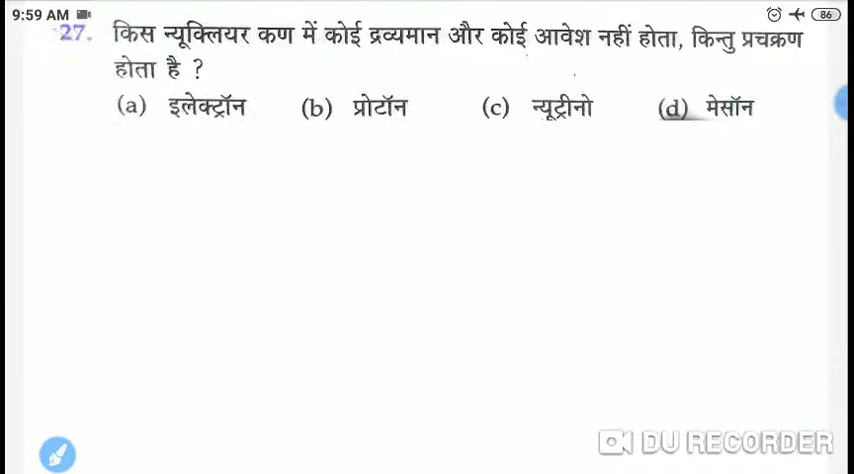 9:59 AM 86
27. किस न्यूक्लियर कण में कोई द्रव्यमान और कोई आवेश नहीं होता, किन्तु प्रचक्रण
होता है ?
(a) इलेक्ट्रॉन (b) प्रोटॉन (c) न्यूट्रीनो (d) मेसॉन
DU RECORDER